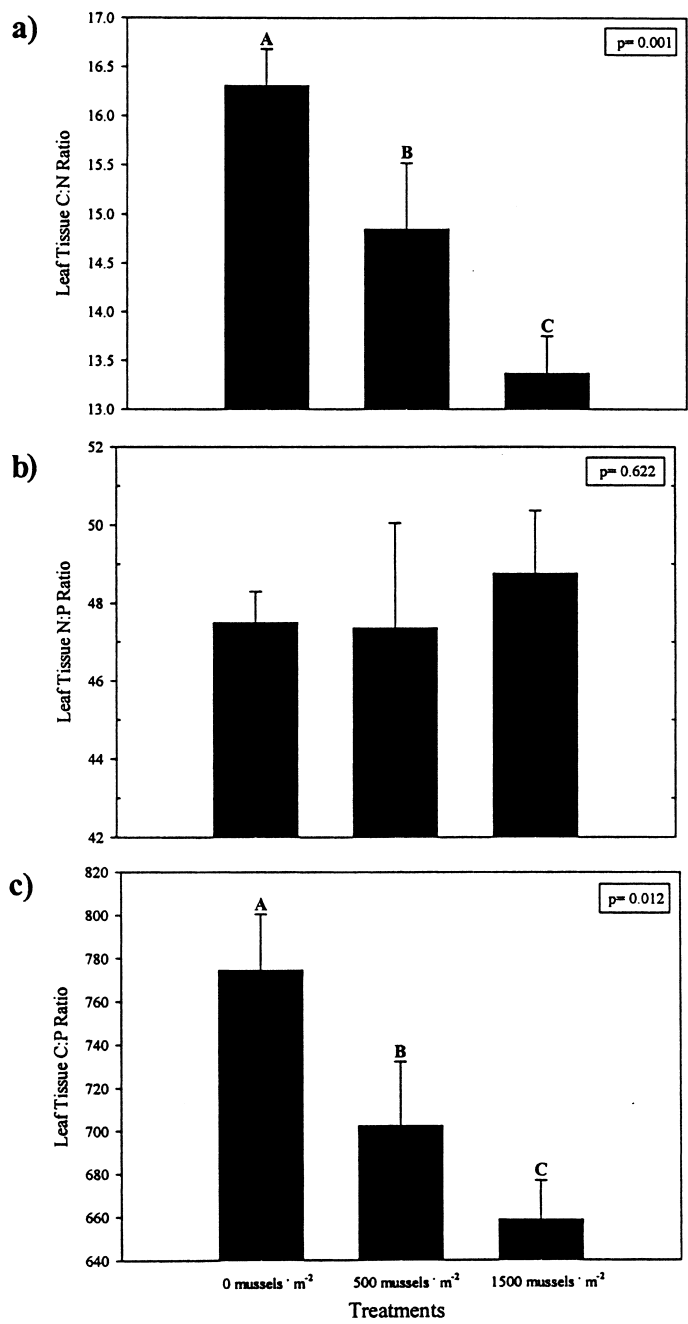 a)
17.0
16.5
16.0
15.5
15.0
14.5
14.0
13.5
13.0
Leaf Tissue C:N Ratio
A
B
C
p= 0.001
b)
52
50
48
46
44
42
Leaf Tissue N:P Ratio
p= 0.622
c)
820
800
780
760
740
720
700
680
660
640
Leaf Tissue C:P Ratio
A
B
C
p= 0.012
0 mussels · m⁻² 500 mussels · m⁻² 1500 mussels · m⁻²
Treatments